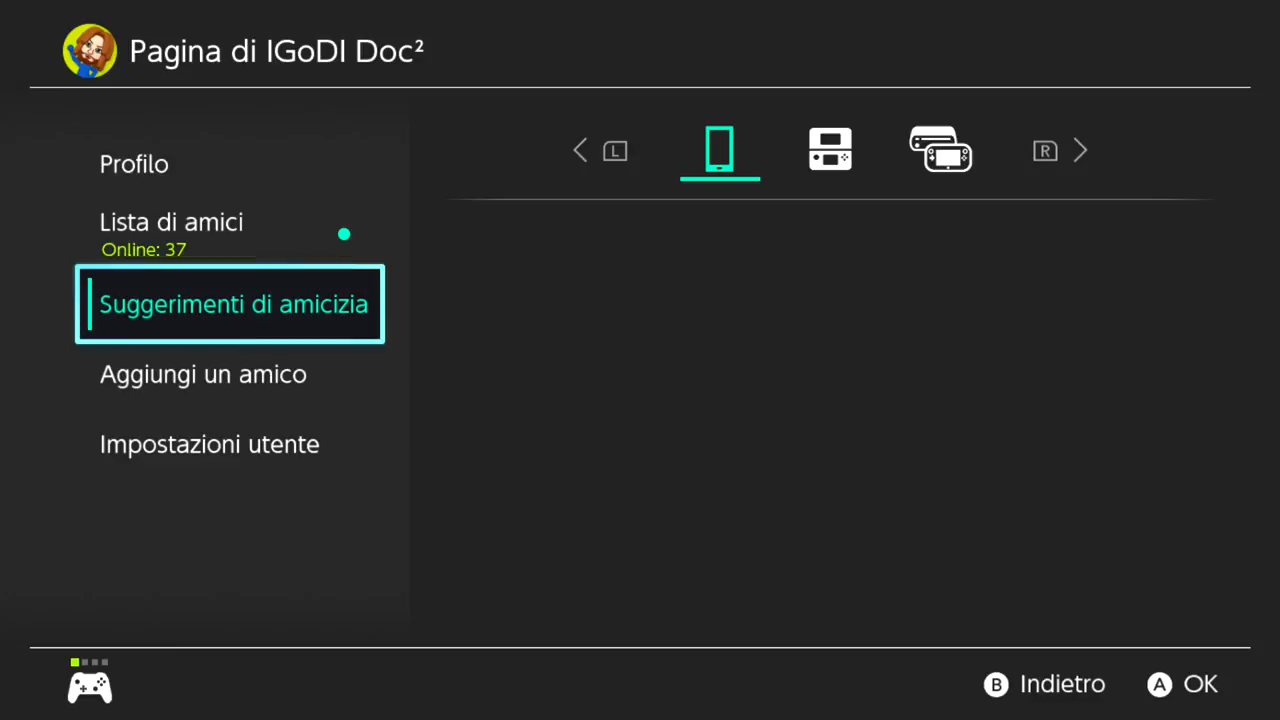 Pagina di IGoDI Doc²
Profilo
Lista di amici
Online: 37
Suggerimenti di amicizia
Aggiungi un amico
Impostazioni utente
L
R
B Indietro
A OK